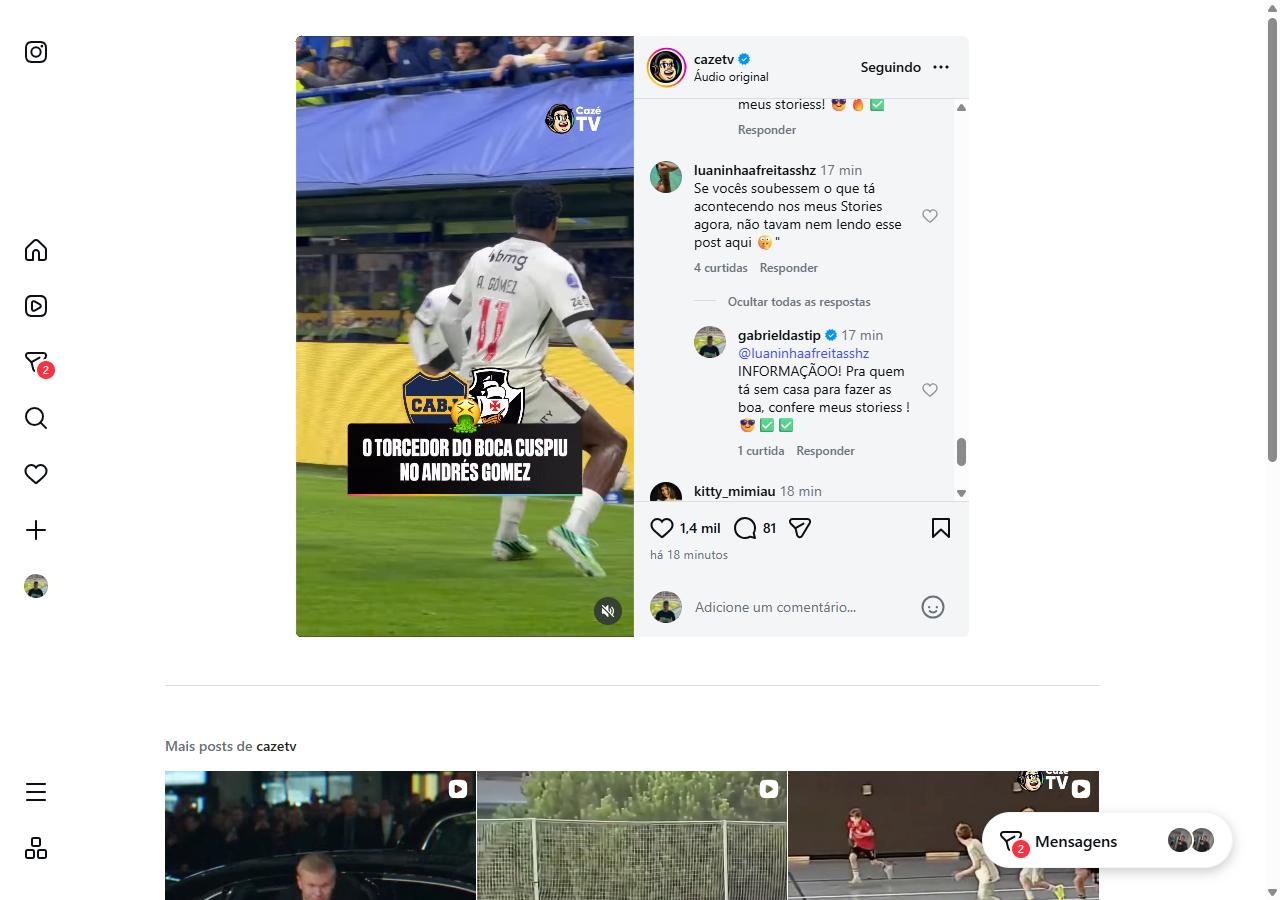 Cazé
TV
bmg
A. GÓMEZ
11
CABJ
O TORCEDOR DO BOCA CUSPIU
NO ANDRÉS GOMEZ
cazetv
Áudio original
Seguindo
meus storiess! 😎 🔥 ✅
Responder
luaninhaafreitasshz 17 min
Se vocês soubessem o que tá
acontecendo nos meus Stories
agora, não tavam nem lendo esse
post aqui 🫣 "
4 curtidas Responder
Ocultar todas as respostas
gabrieldastip 17 min
@luaninhaafreitasshz
INFORMAÇÃOO! Pra quem
tá sem casa para fazer as
boa, confere meus storiess !
😎 ✅ ✅
1 curtida Responder
kitty_mimiau 18 min
1,4 mil 81
há 18 minutos
Adicione um comentário...
2
Mais posts de cazetv
TV
2
Mensagens